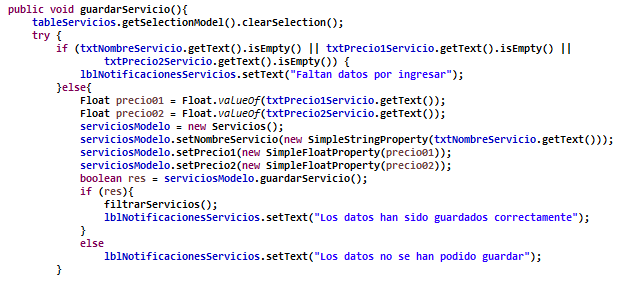 public void guardarServicio(){
tableServicios.getSelectionModel().clearSelection();
try {
if (txtNombreServicio.getText().isEmpty() || txtPrecio1Servicio.getText().isEmpty() ||
txtPrecio2Servicio.getText().isEmpty()) {
lblNotificacionesServicios.setText("Faltan datos por ingresar");
}else{
Float precio01 = Float.valueOf(txtPrecio1Servicio.getText());
Float precio02 = Float.valueOf(txtPrecio2Servicio.getText());
serviciosModelo = new Servicios();
serviciosModelo.setNombreServicio(new SimpleStringProperty(txtNombreServicio.getText()));
serviciosModelo.setPrecio1(new SimpleFloatProperty(precio01));
serviciosModelo.setPrecio2(new SimpleFloatProperty(precio02));
boolean res = serviciosModelo.guardarServicio();
if (res){
filtrarServicios();
lblNotificacionesServicios.setText("Los datos han sido guardados correctamente");
}
else
lblNotificacionesServicios.setText("Los datos no se han podido guardar");
}